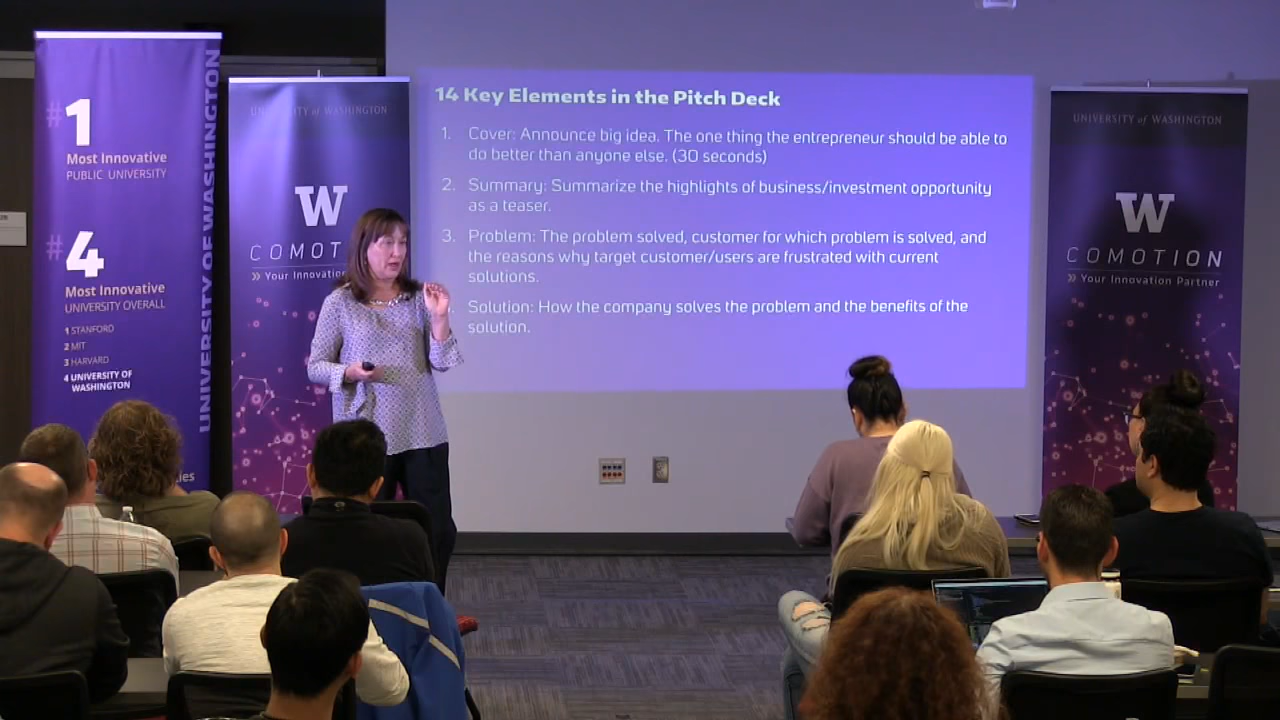 #1
Most Innovative
PUBLIC UNIVERSITY
#4
Most Innovative
UNIVERSITY OVERALL
1 STANFORD
2 MIT
3 HARVARD
4 UNIVERSITY OF
WASHINGTON
UNIVERSITY OF WASHINGTON
UNIVERSITY of WASHINGTON
W
COMOT
» Your Innovation
14 Key Elements in the Pitch Deck
1. Cover: Announce big idea. The one thing the entrepreneur should be able to
do better than anyone else. (30 seconds)
2. Summary: Summarize the highlights of business/investment opportunity
as a teaser.
3. Problem: The problem solved, customer for which problem is solved, and
the reasons why target customer/users are frustrated with current
solutions.
Solution: How the company solves the problem and the benefits of the
solution.
UNIVERSITY of WASHINGTON
W
COMOTION
» Your Innovation Partner